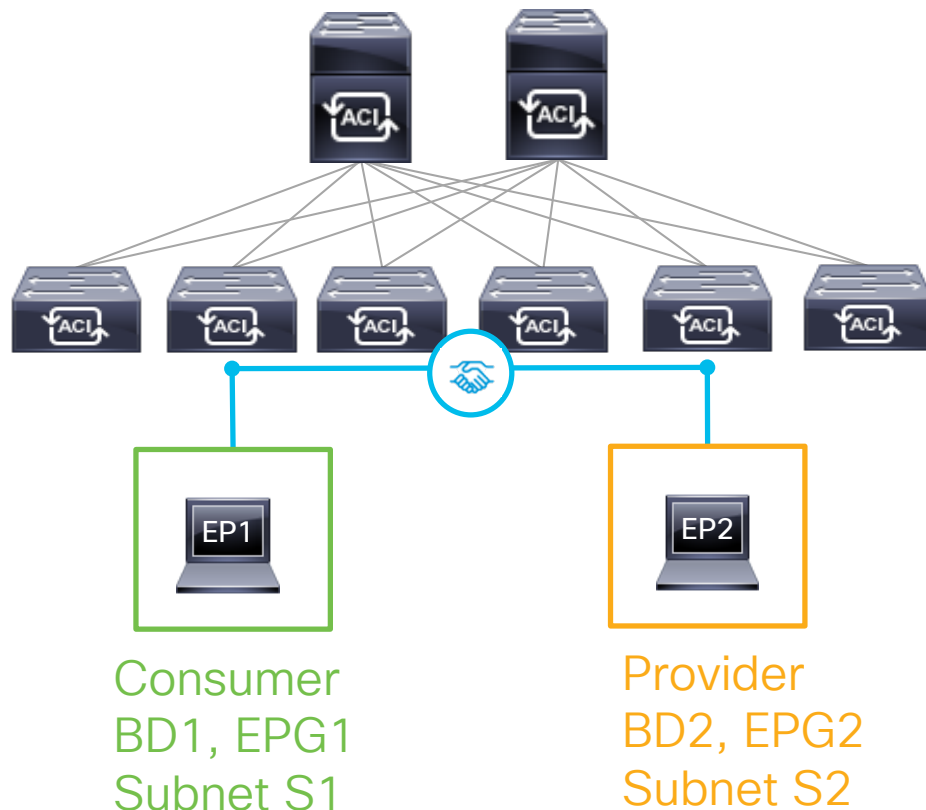 ACI
ACI
ACI
ACI
ACI
ACI
ACI
ACI
EP1
EP2
Consumer
BD1, EPG1
Subnet S1
Provider
BD2, EPG2
Subnet S2